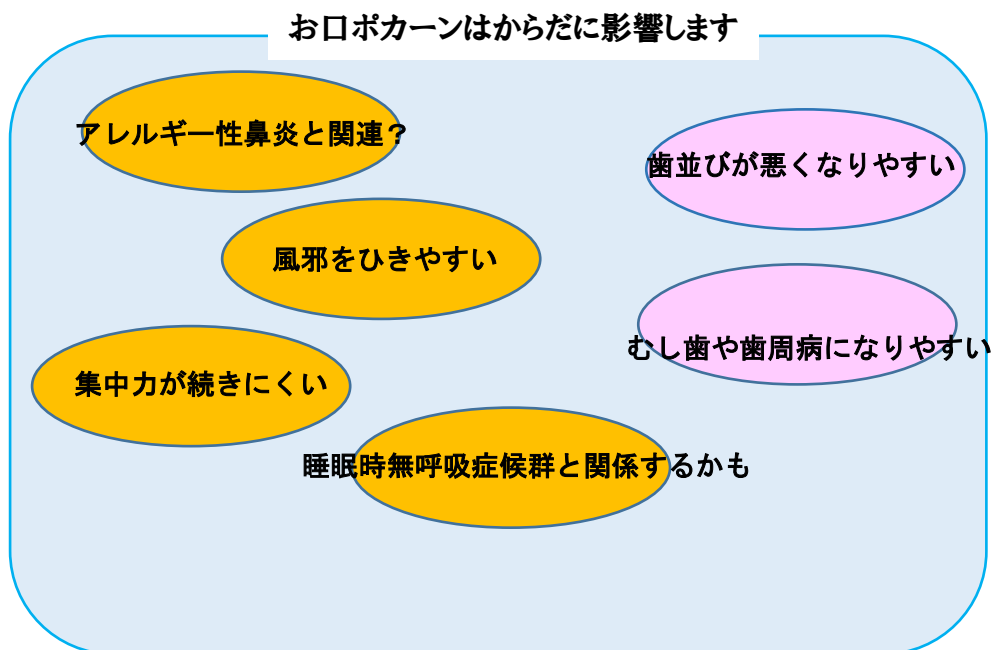 お口ポカーンはからだに影響します
アレルギー性鼻炎と関連？
歯並びが悪くなりやすい
風邪をひきやすい
むし歯や歯周病になりやすい
集中力が続きにくい
睡眠時無呼吸症候群と関係するかも